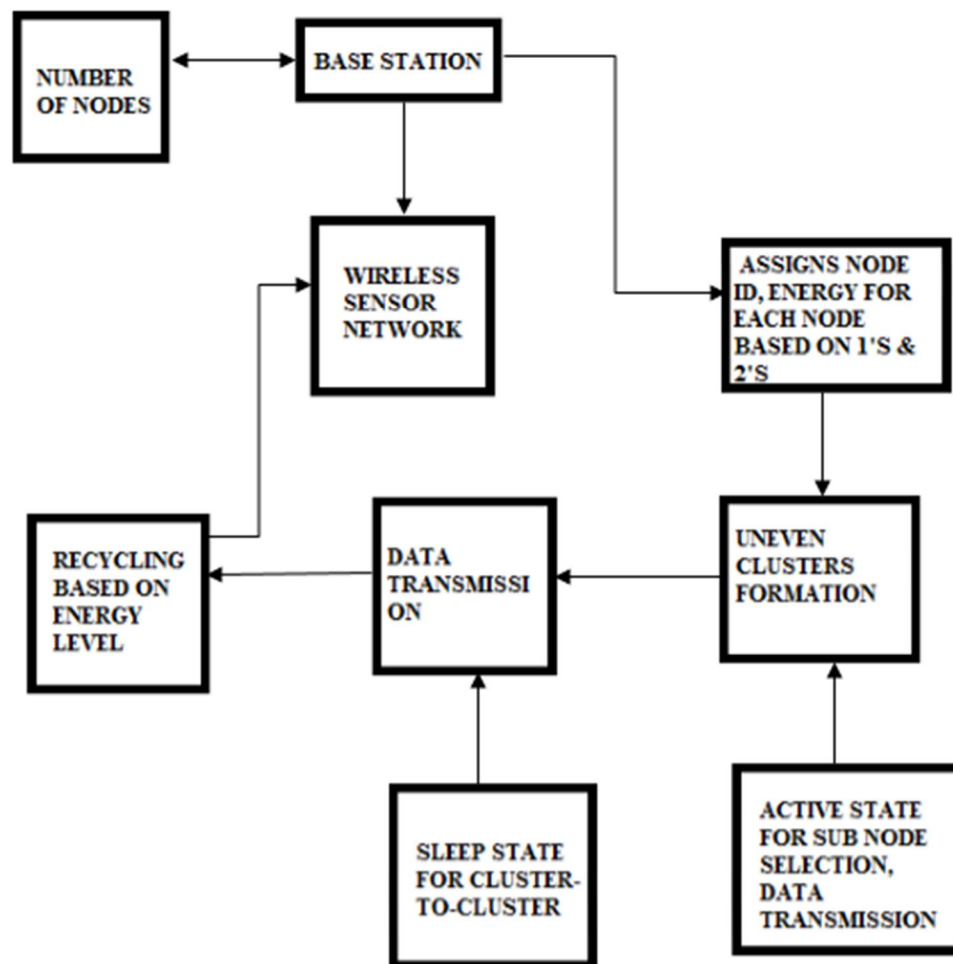 NUMBER
OF NODES
BASE STATION
WIRELESS
SENSOR
NETWORK
ASSIGNS NODE
ID, ENERGY FOR
EACH NODE
BASED ON 1'S &
2'S
RECYCLING
BASED ON
ENERGY
LEVEL
DATA
TRANSMISSI
ON
UNEVEN
CLUSTERS
FORMATION
SLEEP STATE
FOR CLUSTER-
TO-CLUSTER
ACTIVE STATE
FOR SUB NODE
SELECTION,
DATA
TRANSMISSION